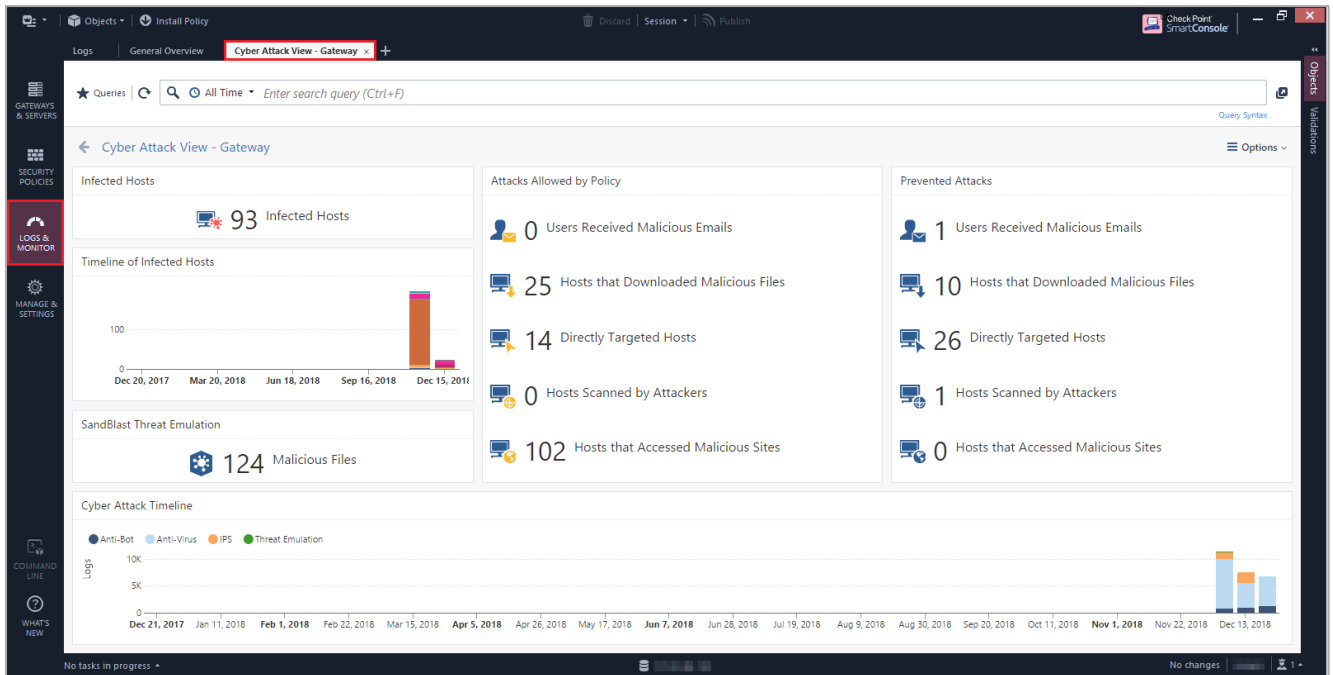 Objects
Install Policy
Discard
Session
Publish
Check Point
SmartConsole
Logs
General Overview
Cyber Attack View - Gateway
GATEWAYS
& SERVERS
SECURITY
POLICIES
LOGS &
MONITOR
MANAGE &
SETTINGS
COMMAND
LINE
WHAT'S
NEW
Queries
All Time
Enter search query (Ctrl+F)
Query Syntax
Objects
Validations
Cyber Attack View - Gateway
Options
Infected Hosts
93 Infected Hosts
Timeline of Infected Hosts
100
0
Dec 20, 2017 Mar 20, 2018 Jun 18, 2018 Sep 16, 2018 Dec 15, 2018
SandBlast Threat Emulation
124 Malicious Files
Attacks Allowed by Policy
0 Users Received Malicious Emails
25 Hosts that Downloaded Malicious Files
14 Directly Targeted Hosts
0 Hosts Scanned by Attackers
102 Hosts that Accessed Malicious Sites
Prevented Attacks
1 Users Received Malicious Emails
10 Hosts that Downloaded Malicious Files
26 Directly Targeted Hosts
1 Hosts Scanned by Attackers
0 Hosts that Accessed Malicious Sites
Cyber Attack Timeline
Anti-Bot Anti-Virus IPS Threat Emulation
Logs
10K
5K
0
Dec 21, 2017 Jan 11, 2018 Feb 1, 2018 Feb 22, 2018 Mar 15, 2018 Apr 5, 2018 Apr 26, 2018 May 17, 2018 Jun 7, 2018 Jun 28, 2018 Jul 19, 2018 Aug 9, 2018 Aug 30, 2018 Sep 20, 2018 Oct 11, 2018 Nov 1, 2018 Nov 22, 2018 Dec 13, 2018
No tasks in progress
No changes
1